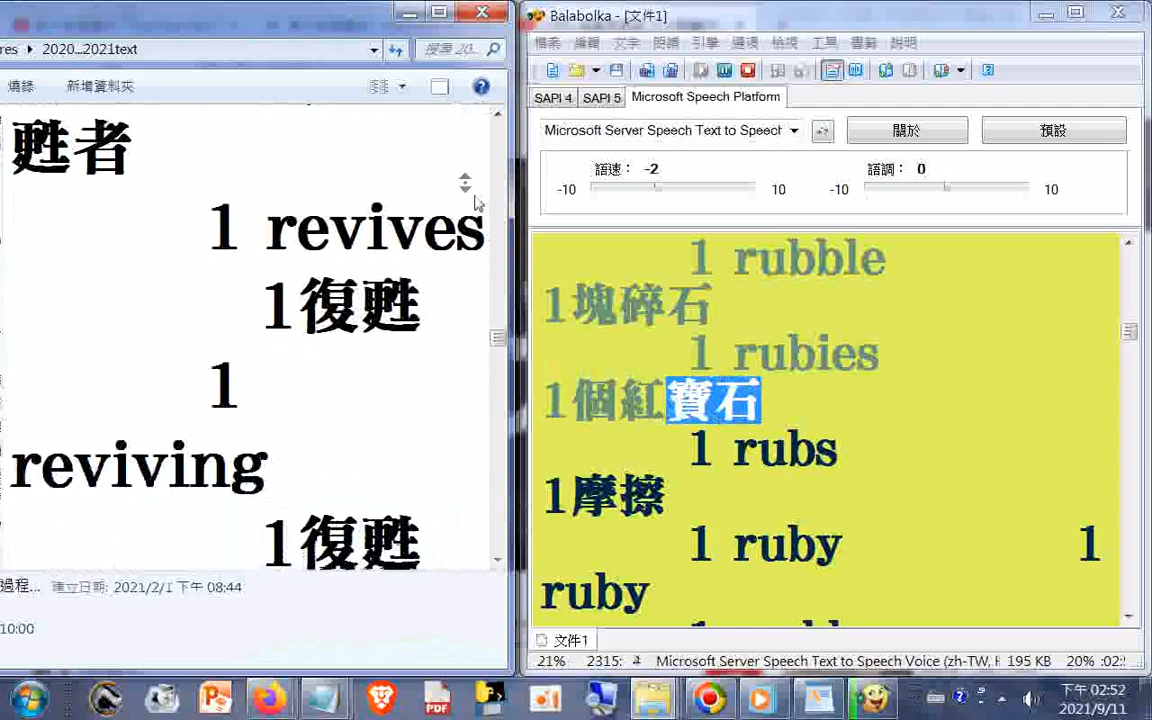 res ▸ 2020...2021text
搜尋 20...
燒錄
新增資料夾
甦者
1 revives
1復甦
1
reviving
1復甦
過程...
建立日期: 2021/2/1 下午 08:44
10:00
Balabolka - [文件1]
檔案 編輯 文字 閱讀 引擎 選項 檢視 工具 書籤 說明
SAPI 4
SAPI 5
Microsoft Speech Platform
Microsoft Server Speech Text to Speech
關於
預設
語速： -2
-10
10
語調： 0
-10
10
1 rubble
1塊碎石
1 rubies
1個紅寶石
1 rubs
1摩擦
1 ruby 1
ruby
文件1
21%
2315:
Microsoft Server Speech Text to Speech Voice (zh-TW,
195 KB
20%
PDF
下午 02:52
2021/9/11